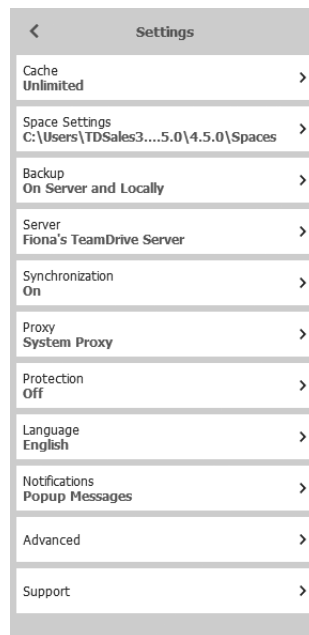 Settings
Cache
Unlimited
Space Settings
C:\Users\TDSales3....5.0\4.5.0\Spaces
Backup
On Server and Locally
Server
Fiona's TeamDrive Server
Synchronization
On
Proxy
System Proxy
Protection
Off
Language
English
Notifications
Popup Messages
Advanced
Support